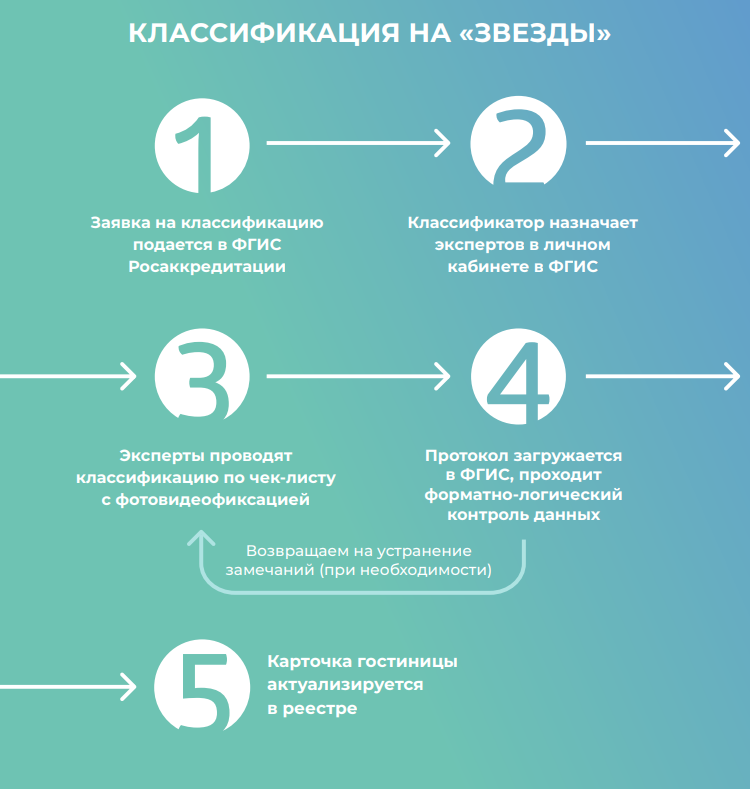 КЛАССИФИКАЦИЯ НА «ЗВЕЗДЫ»
1
Заявка на классификацию
подается в ФГИС
Росаккредитации
2
Классификатор назначает
экспертов в личном
кабинете в ФГИС
3
Эксперты проводят
классификацию по чек-листу
с фотовидеофиксацией
4
Протокол загружается
в ФГИС, проходит
форматно-логический
контроль данных
Возвращаем на устранение
замечаний (при необходимости)
5
Карточка гостиницы
актуализируется
в реестре